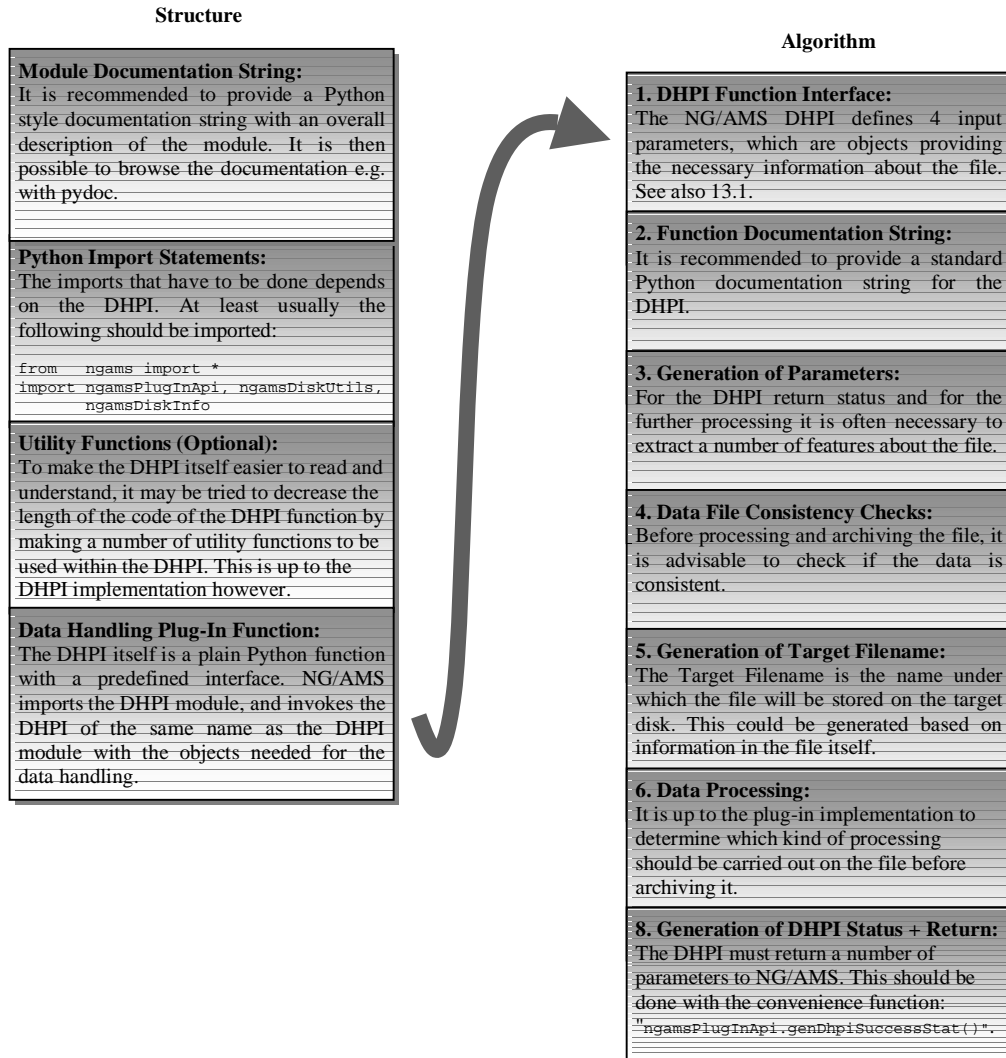 Structure
Module Documentation String:
It is recommended to provide a Python
style documentation string with an overall
description of the module. It is then
possible to browse the documentation e.g.
with pydoc.
Python Import Statements:
The imports that have to be done depends
on the DHPI. At least usually the
following should be imported:
from ngams import *
import ngamsPlugInApi, ngamsDiskUtils,
ngamsDiskInfo
Utility Functions (Optional):
To make the DHPI itself easier to read and
understand, it may be tried to decrease the
length of the code of the DHPI function by
making a number of utility functions to be
used within the DHPI. This is up to the
DHPI implementation however.
Data Handling Plug-In Function:
The DHPI itself is a plain Python function
with a predefined interface. NG/AMS
imports the DHPI module, and invokes the
DHPI of the same name as the DHPI
module with the objects needed for the
data handling.
Algorithm
1. DHPI Function Interface:
The NG/AMS DHPI defines 4 input
parameters, which are objects providing
the necessary information about the file.
See also 13.1.
2. Function Documentation String:
It is recommended to provide a standard
Python documentation string for the
DHPI.
3. Generation of Parameters:
For the DHPI return status and for the
further processing it is often necessary to
extract a number of features about the file.
4. Data File Consistency Checks:
Before processing and archiving the file, it
is advisable to check if the data is
consistent.
5. Generation of Target Filename:
The Target Filename is the name under
which the file will be stored on the target
disk. This could be generated based on
information in the file itself.
6. Data Processing:
It is up to the plug-in implementation to
determine which kind of processing
should be carried out on the file before
archiving it.
8. Generation of DHPI Status + Return:
The DHPI must return a number of
parameters to NG/AMS. This should be
done with the convenience function:
"ngamsPlugInApi.genDhpiSuccessStat()".